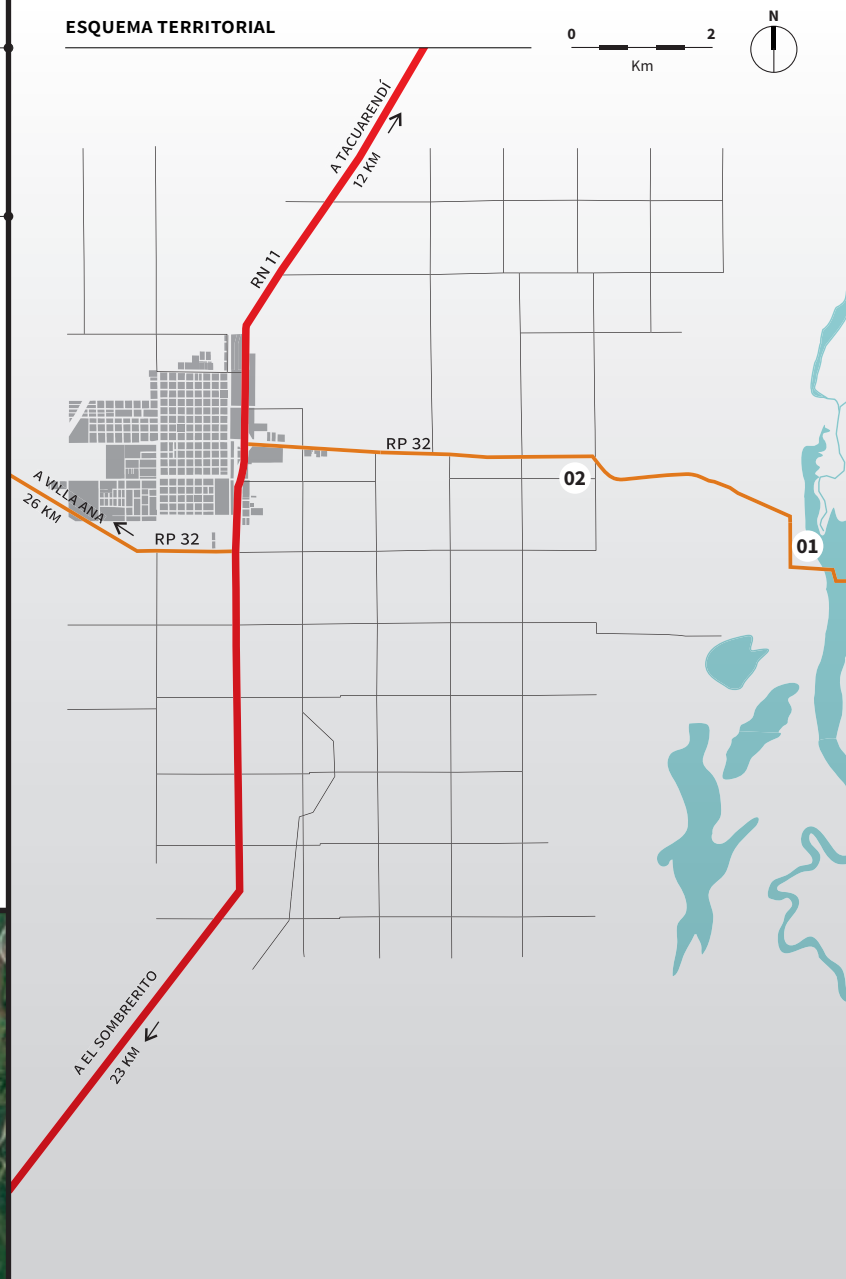 ESQUEMA TERRITORIAL
0
2
Km
N
A TACUARENDÍ
12 KM
RN 11
RP 32
02
A VILLA ANA
26 KM
RP 32
01
A EL SOMBRERITO
23 KM